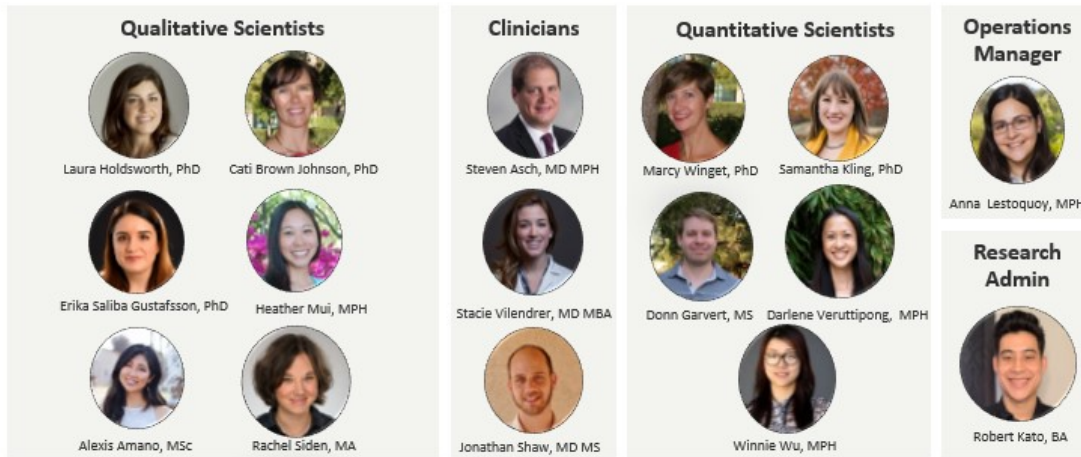 Qualitative Scientists
Laura Holdsworth, PhD
Cati Brown Johnson, PhD
Erika Saliba Gustafsson, PhD
Heather Mui, MPH
Alexis Amano, MSc
Rachel Siden, MA
Clinicians
Steven Asch, MD MPH
Stacie Vilendrer, MD MBA
Jonathan Shaw, MD MS
Quantitative Scientists
Marcy Winget, PhD
Samantha Kling, PhD
Donn Garvert, MS
Darlene Veruttipong, MPH
Winnie Wu, MPH
Operations
Manager
Anna Lestoquoy, MPH
Research
Admin
Robert Kato, BA